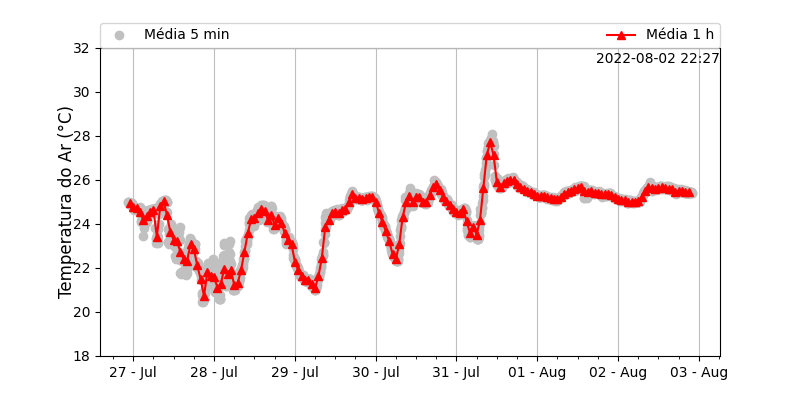 Média 5 min
Média 1 h
2022-08-02 22:27
Temperatura do Ar (°C)
32
30
28
26
24
22
20
18
27 - Jul
28 - Jul
29 - Jul
30 - Jul
31 - Jul
01 - Aug
02 - Aug
03 - Aug